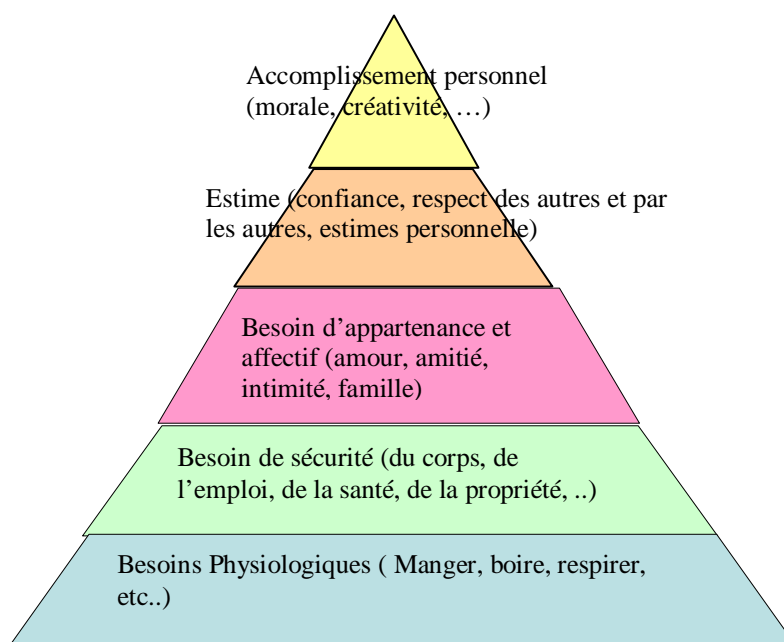 Accomplissement personnel
(morale, créativité, …)
Estime (confiance, respect des autres et par
les autres, estimes personnelle)
Besoin d’appartenance et
affectif (amour, amitié,
intimité, famille)
Besoin de sécurité (du corps, de
l’emploi, de la santé, de la propriété, ..)
Besoins Physiologiques ( Manger, boire, respirer,
etc..)